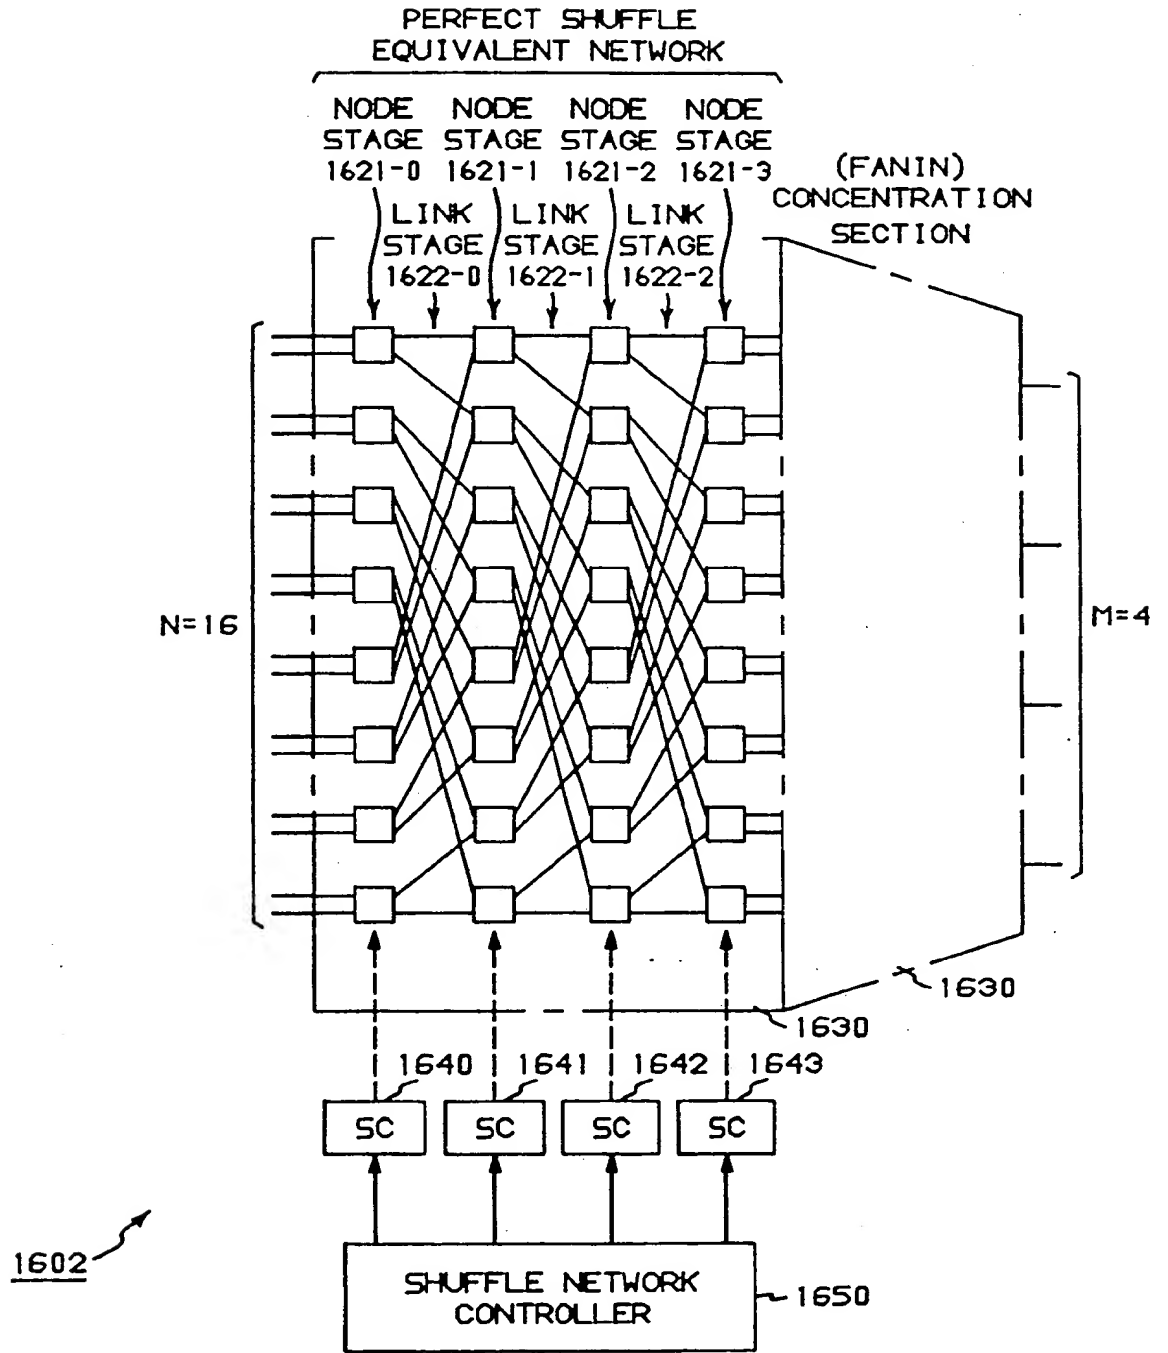 PERFECT SHUFFLE
EQUIVALENT NETWORK
NODE NODE NODE NODE
STAGE STAGE STAGE STAGE
1621-0 1621-1 1621-2 1621-3
LINK LINK LINK
STAGE STAGE STAGE
1622-0 1622-1 1622-2
(FANIN)
CONCENTRATION
SECTION
N=16
M=4
1630
1630
1640 1641 1642 1643
SC SC SC SC
1602
SHUFFLE NETWORK
CONTROLLER
1650